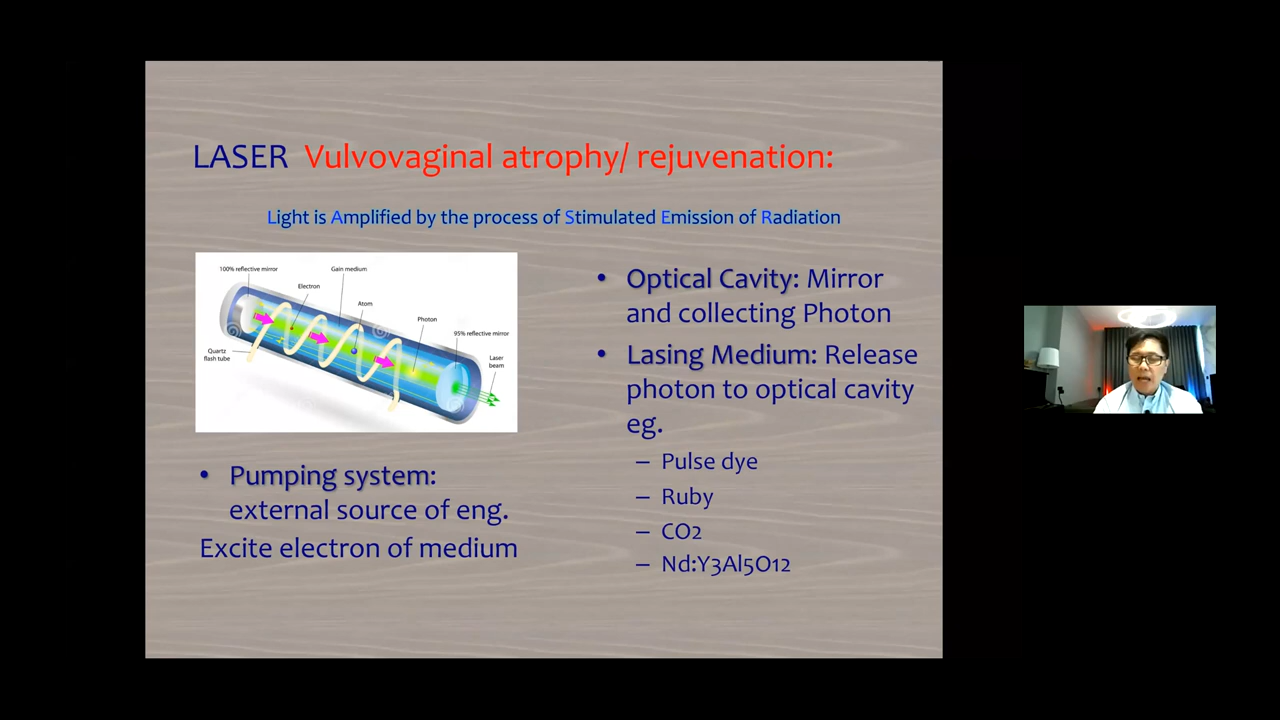 LASER Vulvovaginal atrophy/ rejuvenation:
Light is Amplified by the process of Stimulated Emission of Radiation
100% reflective mirror
Gain medium
Electron
Atom
Photon
95% reflective mirror
Quartz
flash tube
Laser
beam
• Pumping system:
external source of eng.
Excite electron of medium
• Optical Cavity: Mirror
and collecting Photon
• Lasing Medium: Release
photon to optical cavity
eg.
– Pulse dye
– Ruby
– CO2
– Nd:Y3Al5O12